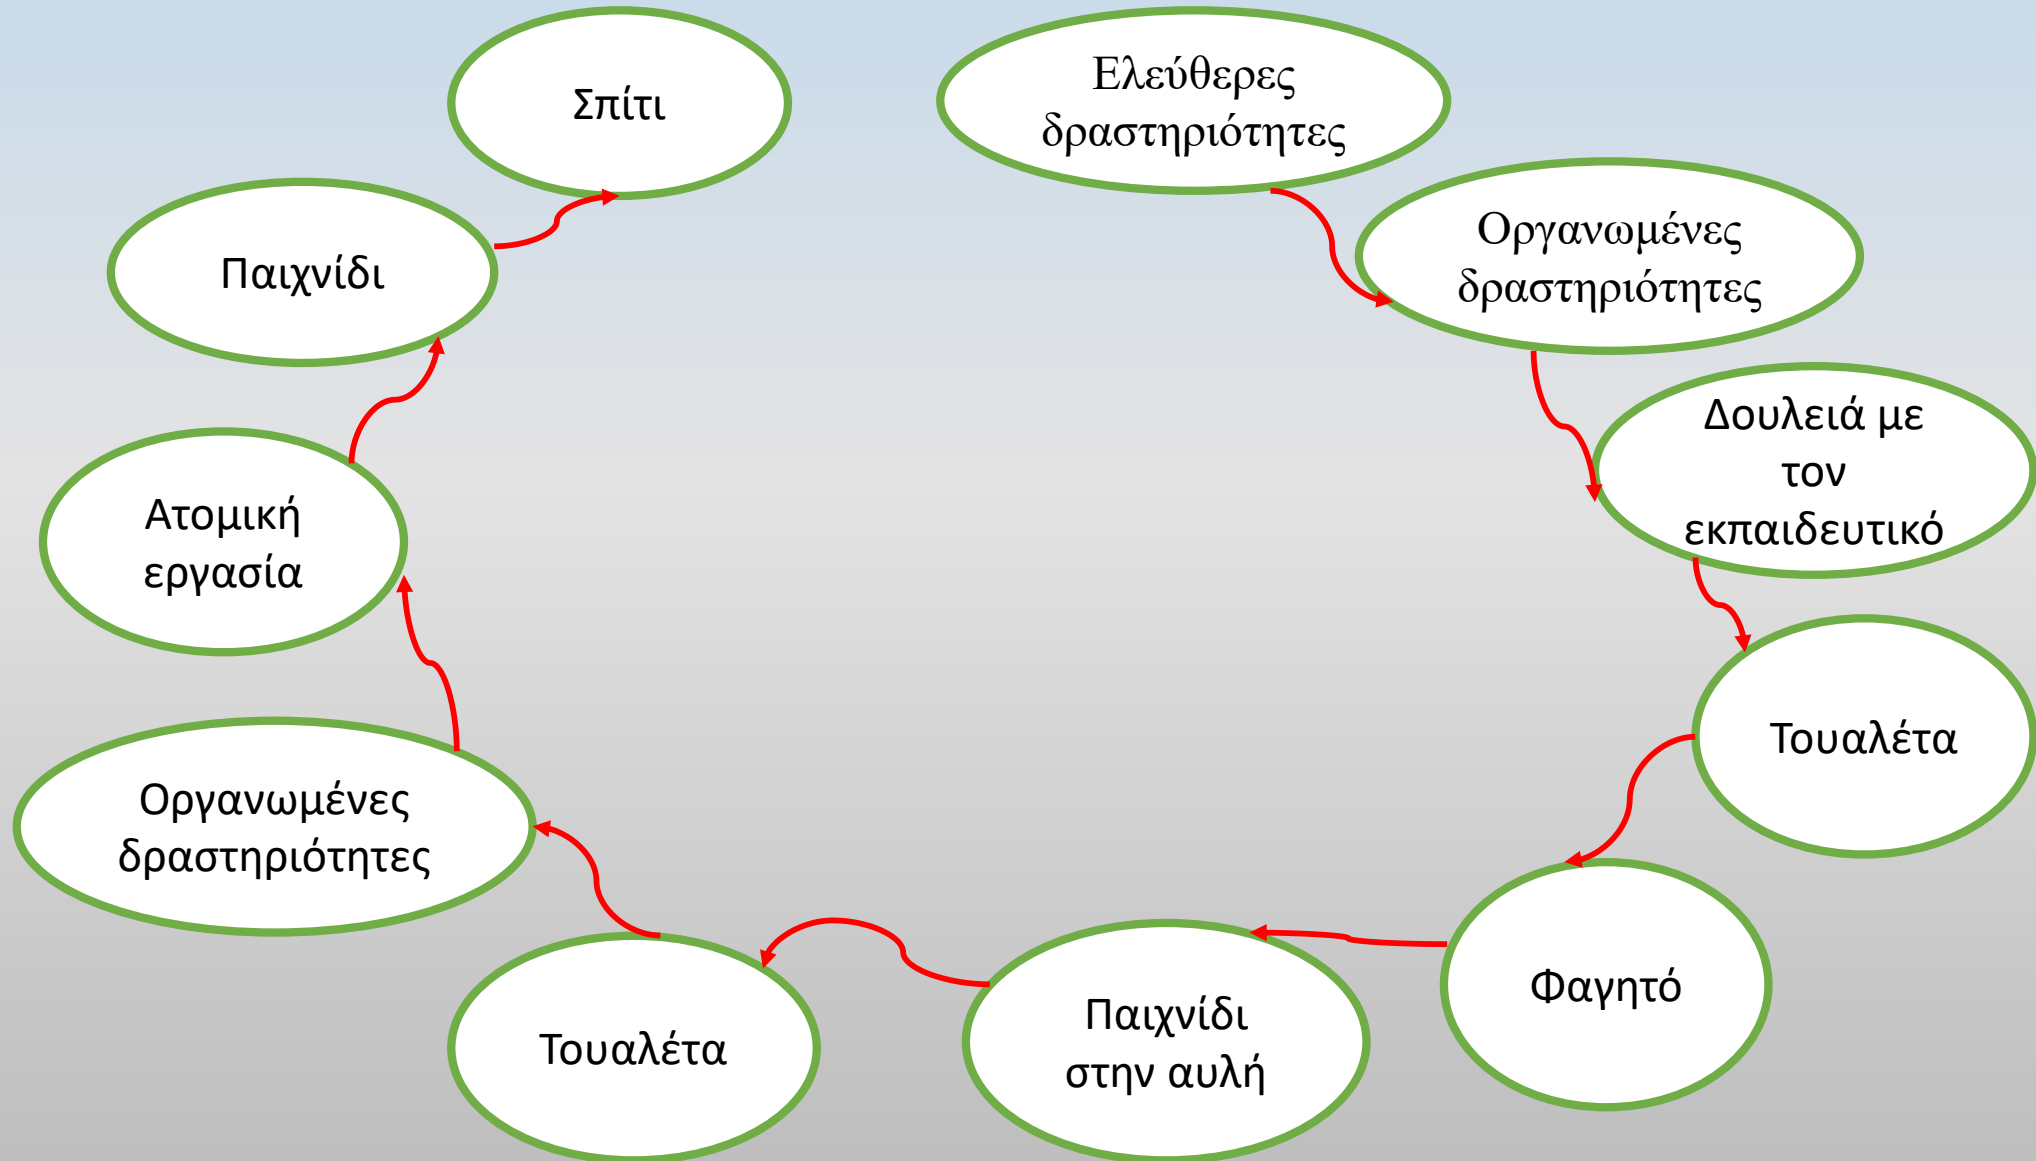 Ελεύθερες
δραστηριότητες
Οργανωμένες
δραστηριότητες
Δουλειά με
τον
εκπαιδευτικό
Τουαλέτα
Φαγητό
Παιχνίδι
στην αυλή
Τουαλέτα
Οργανωμένες
δραστηριότητες
Ατομική
εργασία
Παιχνίδι
Σπίτι